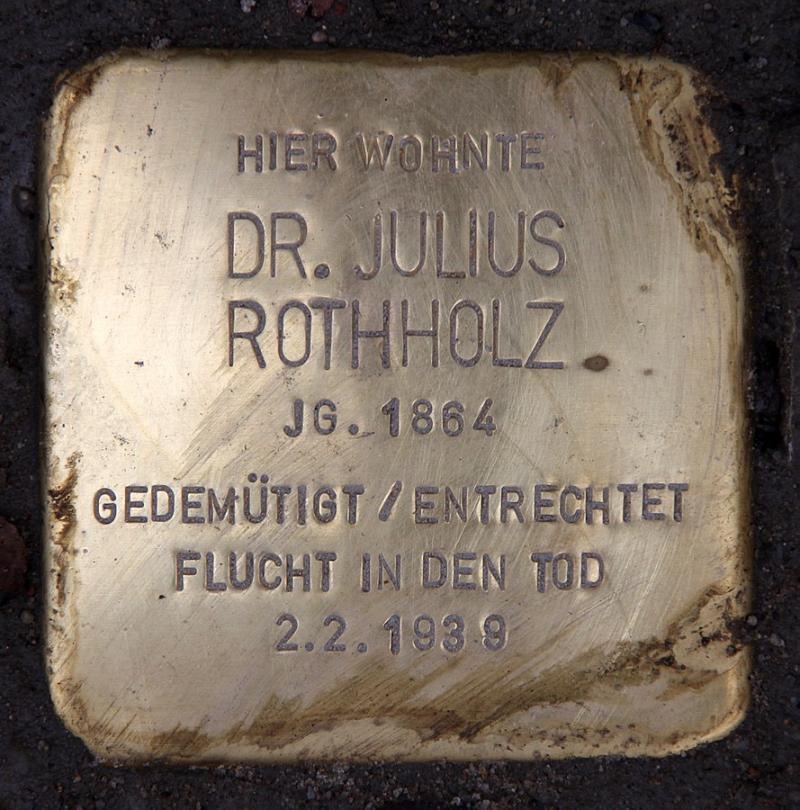 HIER WOHNTE
DR. JULIUS
ROTHHOLZ
JG. 1864
GEDEMÜTIGT / ENTRECHTET
FLUCHT IN DEN TOD
2.2.1939